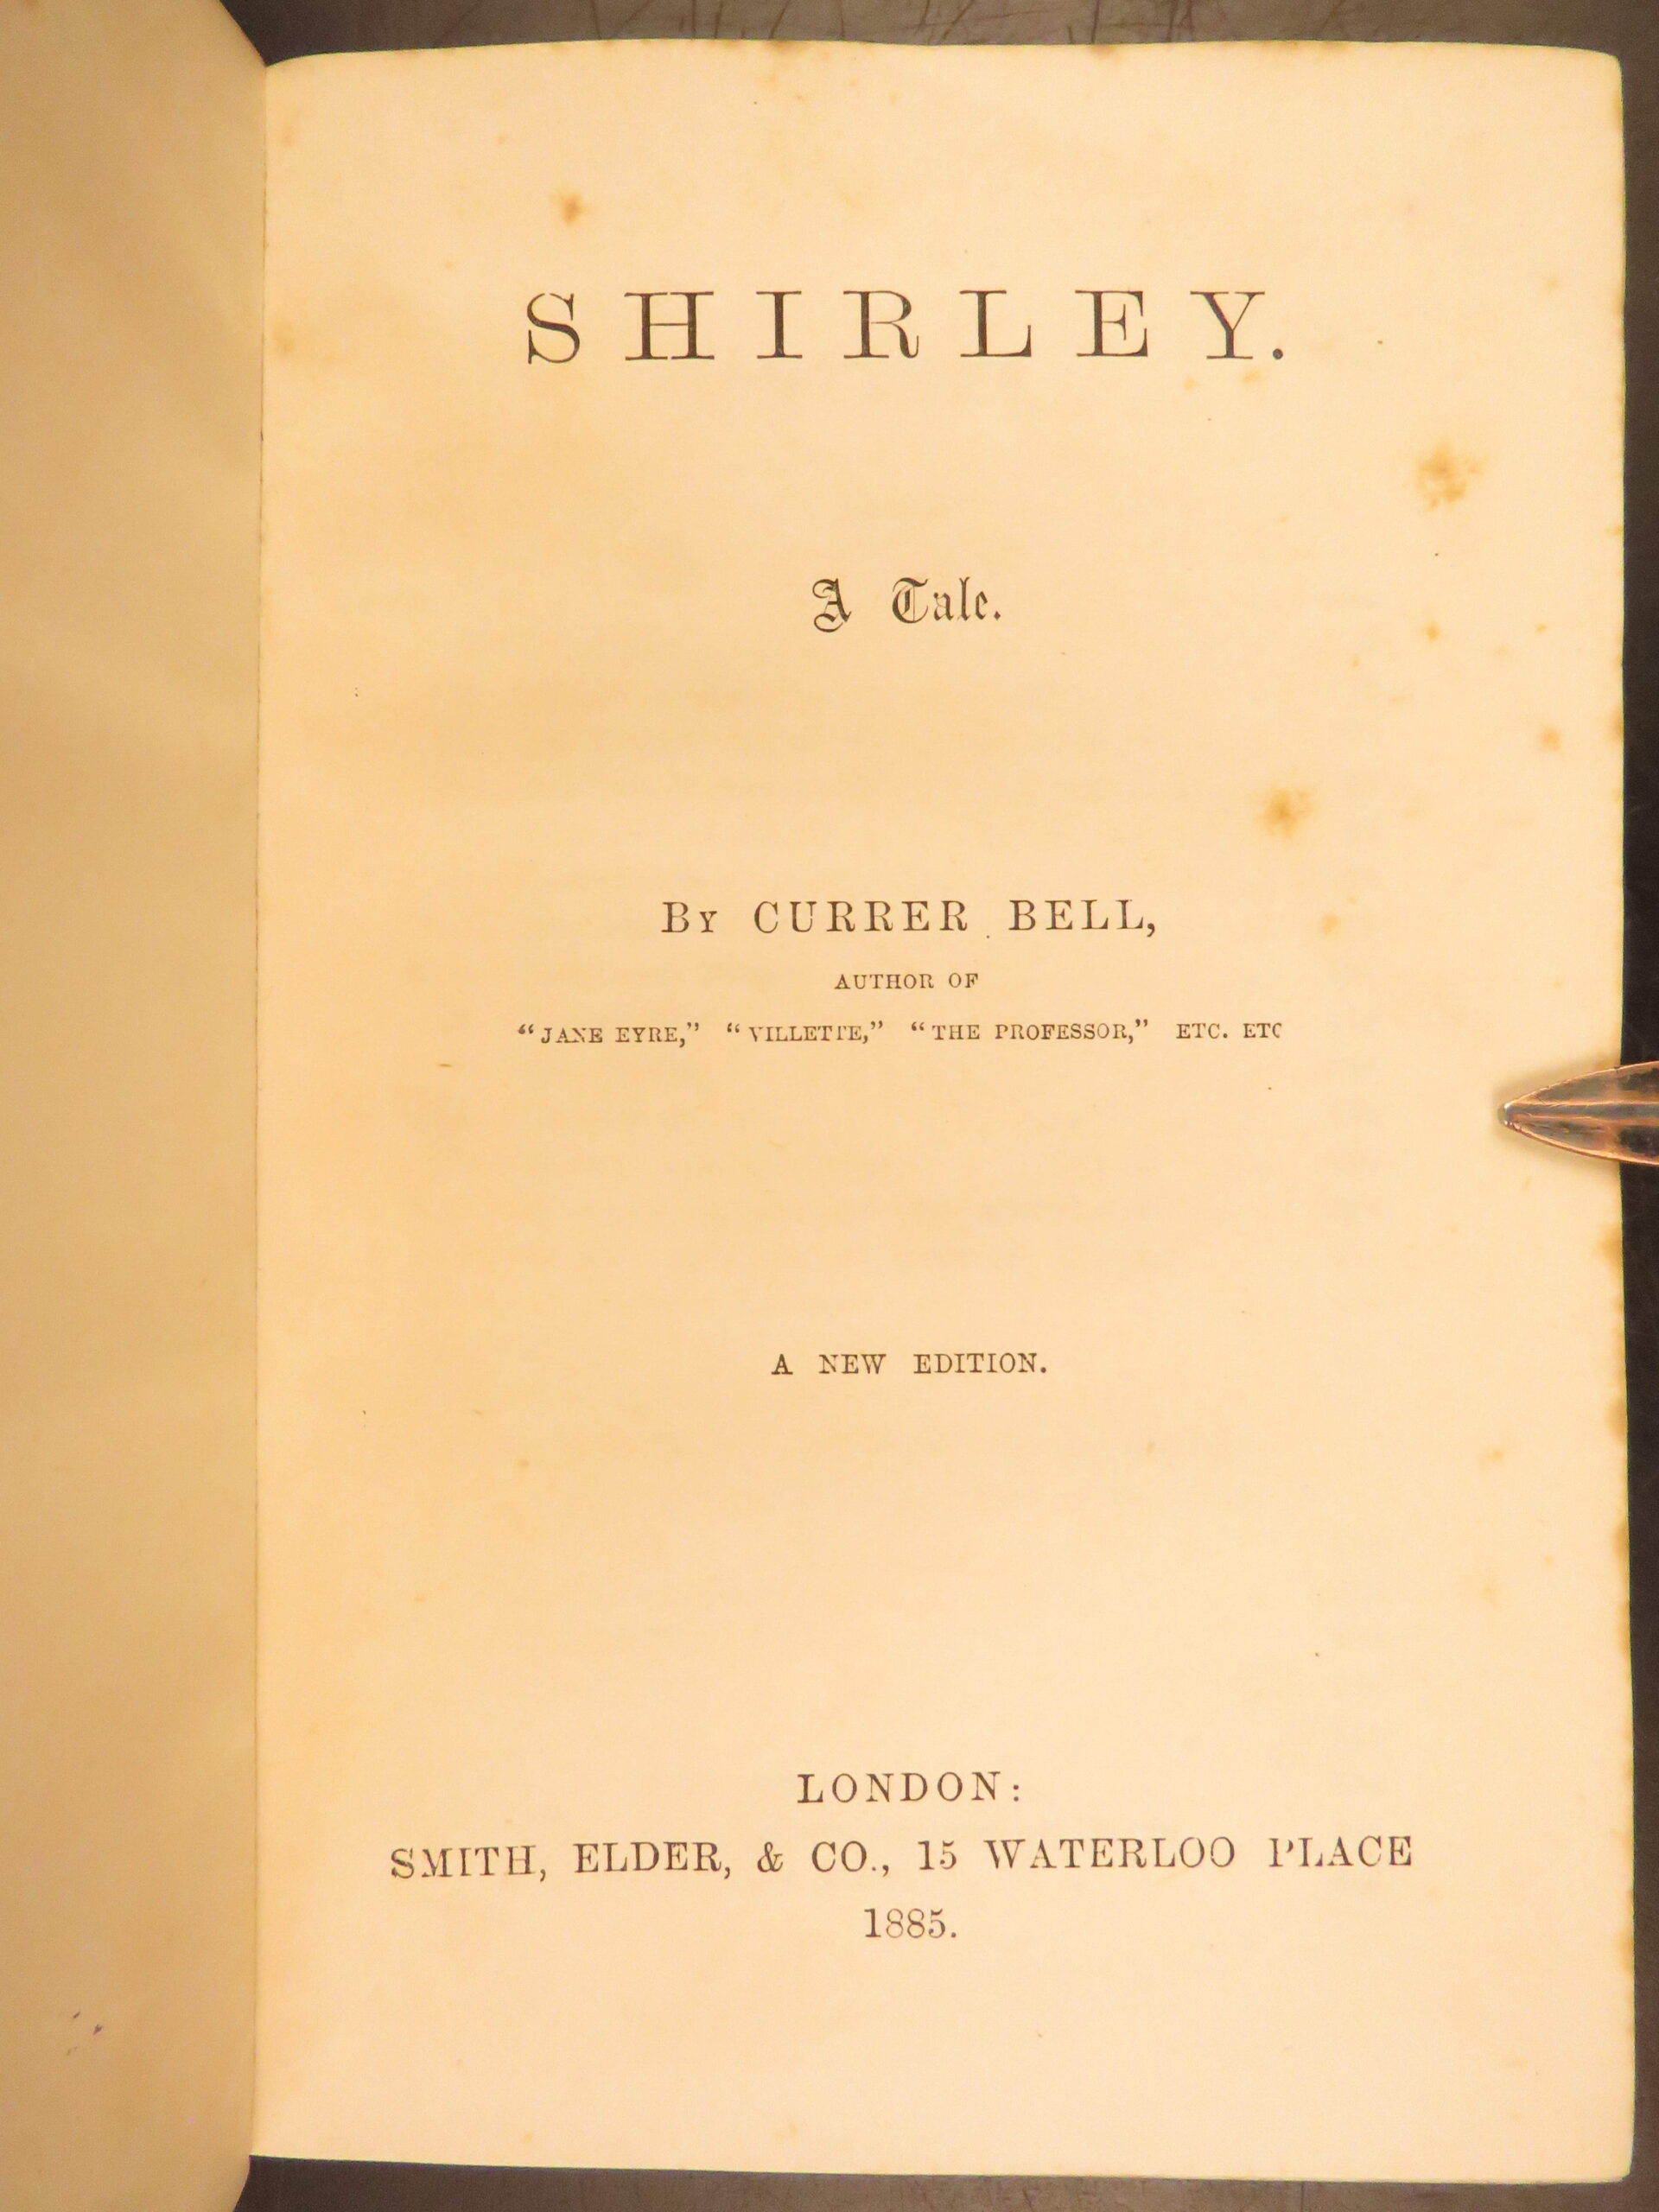 SHIRLEY.
A Tale.
BY CURRER BELL,
AUTHOR OF
“JANE EYRE,” “VILLETTE,” “THE PROFESSOR,” ETC. ETC
A NEW EDITION.
LONDON:
SMITH, ELDER, & CO., 15 WATERLOO PLACE
1885.